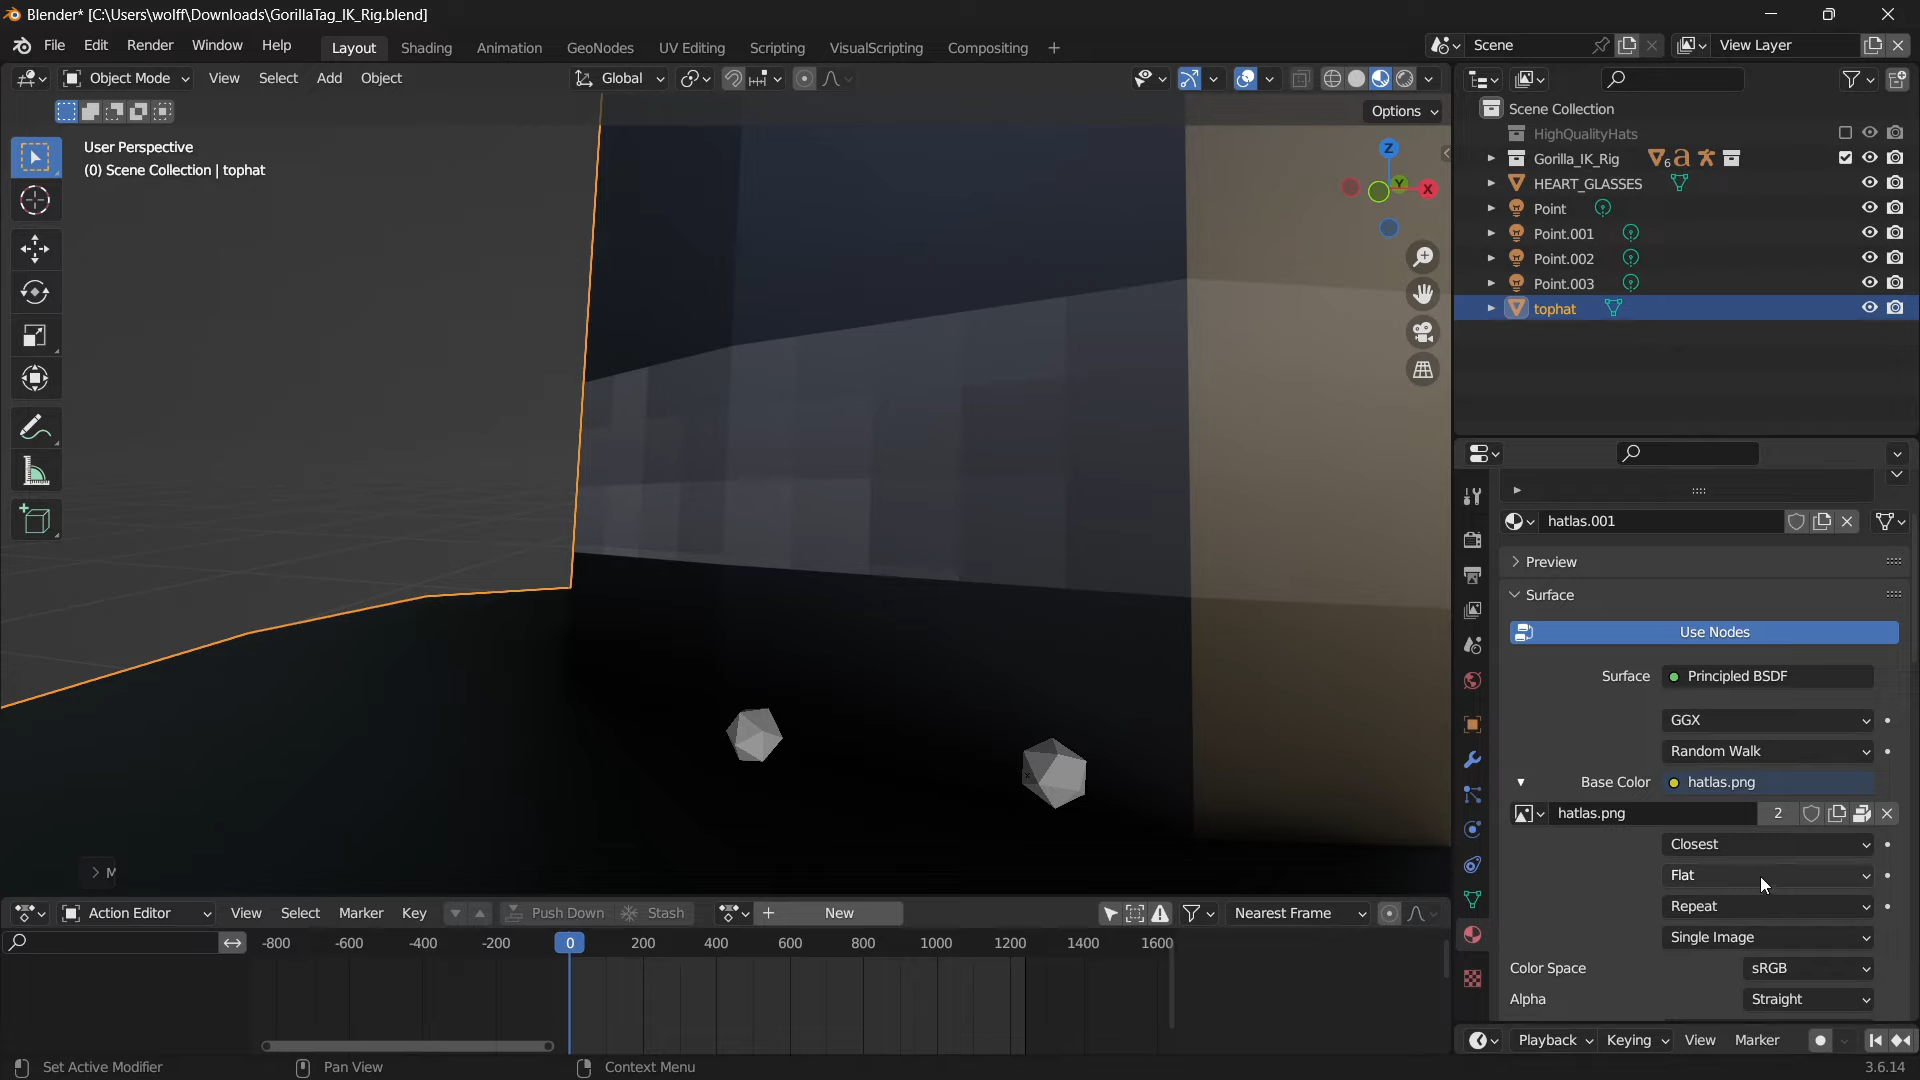 Blender* [C:\Users\wolff\Downloads\GorillaTag_IK_Rig.blend]
File Edit Render Window Help Layout Shading Animation GeoNodes UV Editing Scripting VisualScripting Compositing Scene View Layer
Object Mode View Select Add Object Global
Options
User Perspective
(0) Scene Collection | tophat
Z
Y
X
M
Scene Collection
HighQualityHats
Gorilla_IK_Rig 6
HEART_GLASSES
Point
Point.001
Point.002
Point.003
tophat
hatlas.001
Preview
Surface
Use Nodes
Surface Principled BSDF
GGX
Random Walk
Base Color hatlas.png
hatlas.png 2
Closest
Flat
Repeat
Single Image
Color Space sRGB
Alpha Straight
Action Editor View Select Marker Key Push Down Stash New Nearest Frame
-800 -600 -400 -200 0 200 400 600 800 1000 1200 1400 1600
Playback Keying View Marker
Set Active Modifier Pan View Context Menu 3.6.14